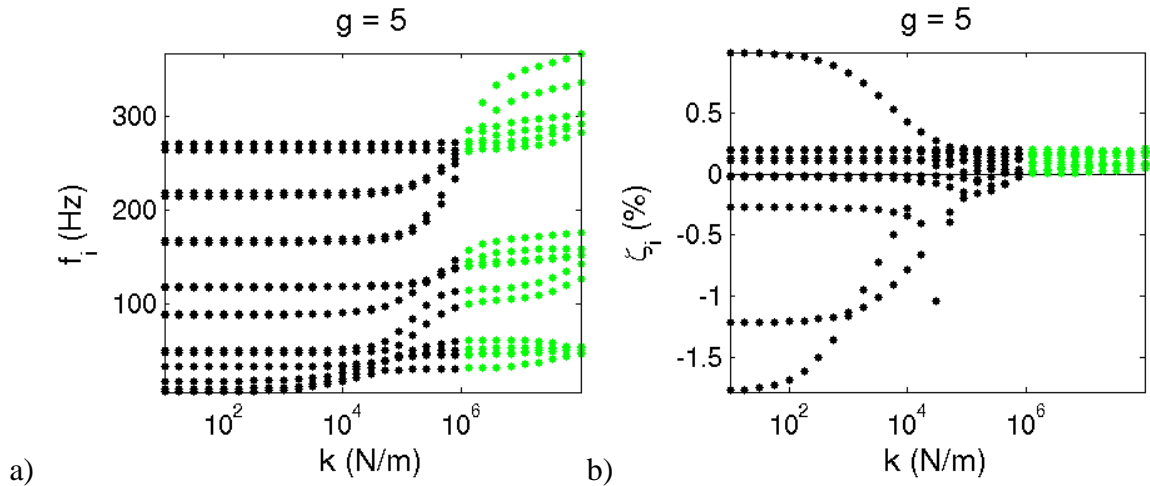 g = 5
300
200
100
f_i (Hz)
10^2
10^4
10^6
k (N/m)
a)
g = 5
0.5
0
-0.5
-1
-1.5
ζ_i (%)
10^2
10^4
10^6
k (N/m)
b)